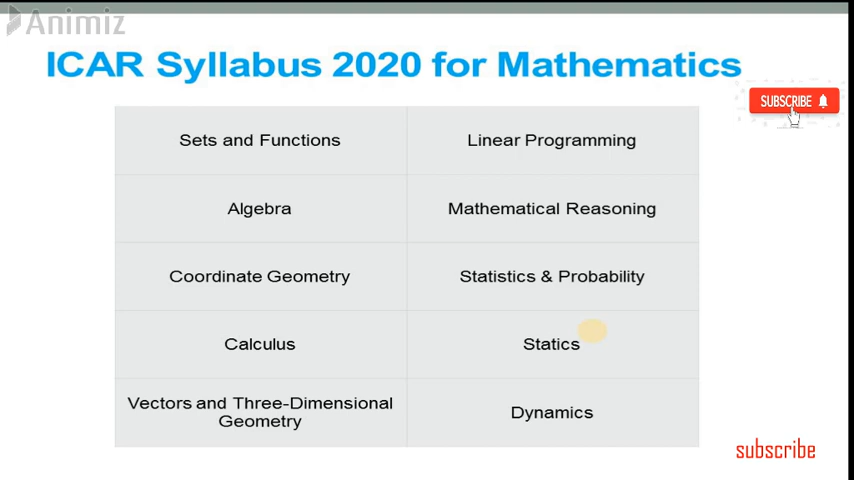 Animiz
ICAR Syllabus 2020 for Mathematics
SUBSCRIBE
Sets and Functions
Linear Programming
Algebra
Mathematical Reasoning
Coordinate Geometry
Statistics & Probability
Calculus
Statics
Vectors and Three-Dimensional
Geometry
Dynamics
subscribe